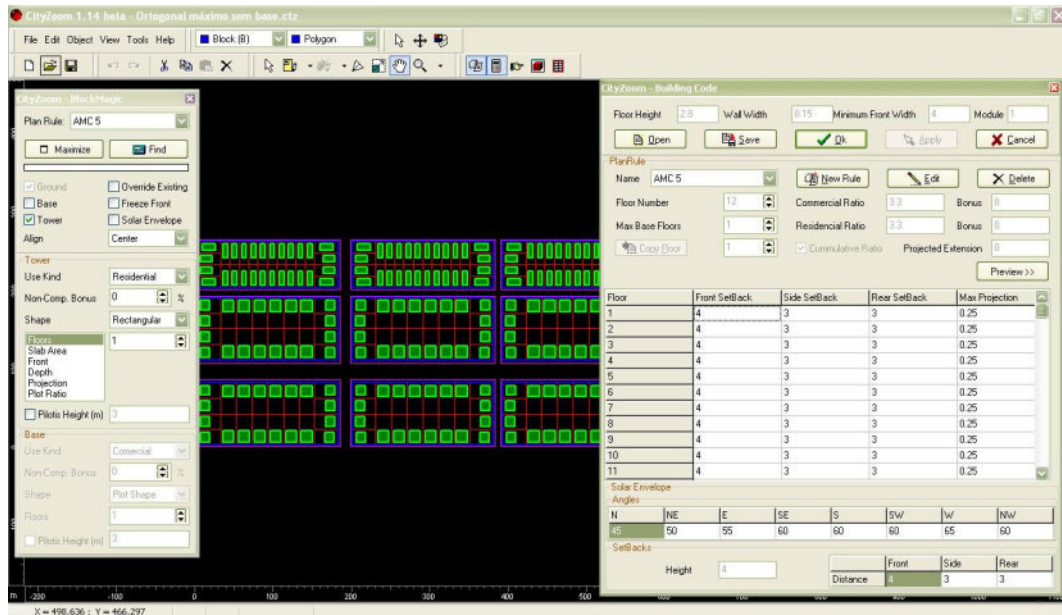 CityZoom 1.14 beta - Ortogonal máximo sem base.ctz
File Edit Object View Tools Help
Block (B)
Polygon
CityZoom - BlockMagic
Plan Rule: AMC 5
Maximize Find
Ground Override Existing
Base Freeze Front
Tower Solar Envelope
Align Center
Tower
Use Kind Residential
Non-Comp. Bonus 0 %
Shape Rectangular
Floors 1
Slab Area
Front
Depth
Projection
Plot Ratio
Pilotis Height (m) 3
Base
Use Kind Comercial
Non-Comp. Bonus 0 %
Shape Plot Shape
Floors 1
Pilotis Height (m) 3
CityZoom - Building Code
Floor Height 2.8 Wall Width 0.15 Minimum Front Width 4 Module 1
Open Save Ok Apply Cancel
PlanRule
Name AMC 5 New Rule Edit Delete
Floor Number 12 Commercial Ratio 3.3 Bonus 0
Max Base Floors 1 Residencial Ratio 3.3 Bonus 0
Copy Floor 1 Cummulative Ratio Projected Extension 0
Preview >>
Floor Front SetBack Side SetBack Rear SetBack Max Projection
1 4 3 3 0.25
2 4 3 3 0.25
3 4 3 3 0.25
4 4 3 3 0.25
5 4 3 3 0.25
6 4 3 3 0.25
7 4 3 3 0.25
8 4 3 3 0.25
9 4 3 3 0.25
10 4 3 3 0.25
11 4 3 3 0.25
Solar Envelope
Angles
N NE E SE S SW W NW
45 50 55 60 60 60 65 60
SetBacks
Height 4
Front Side Rear
Distance 4 3 3
m -200 -100 0 100 200 300 400 500
X = 498.636 ; Y = 466.297